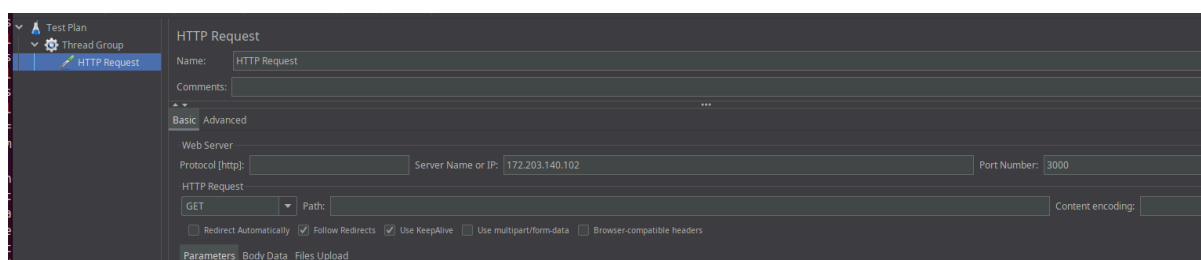 Test Plan
Thread Group
HTTP Request
HTTP Request
Name: HTTP Request
Comments:
Basic Advanced
Web Server
Protocol [http]: Server Name or IP: 172.203.140.102 Port Number: 3000
HTTP Request
GET Path: Content encoding:
Redirect Automatically Follow Redirects Use KeepAlive Use multipart/form-data Browser-compatible headers
Parameters Body Data Files Upload